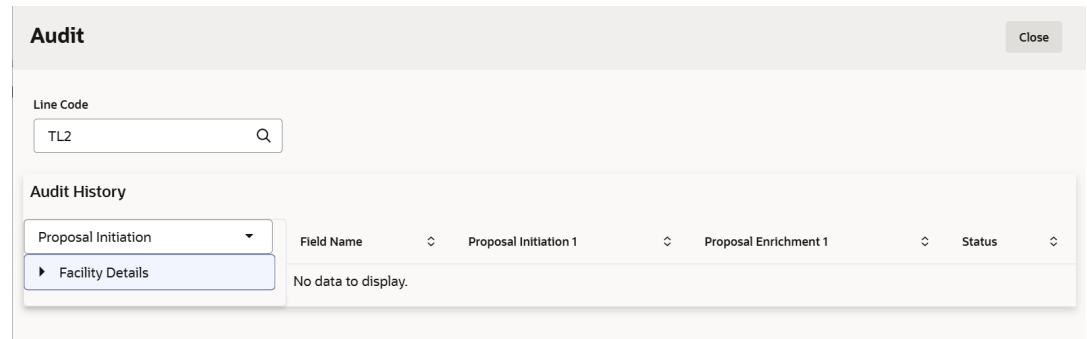 Audit
Close
Line Code
TL2
Audit History
Proposal Initiation
Field Name Proposal Initiation 1 Proposal Enrichment 1 Status
Facility Details
No data to display.